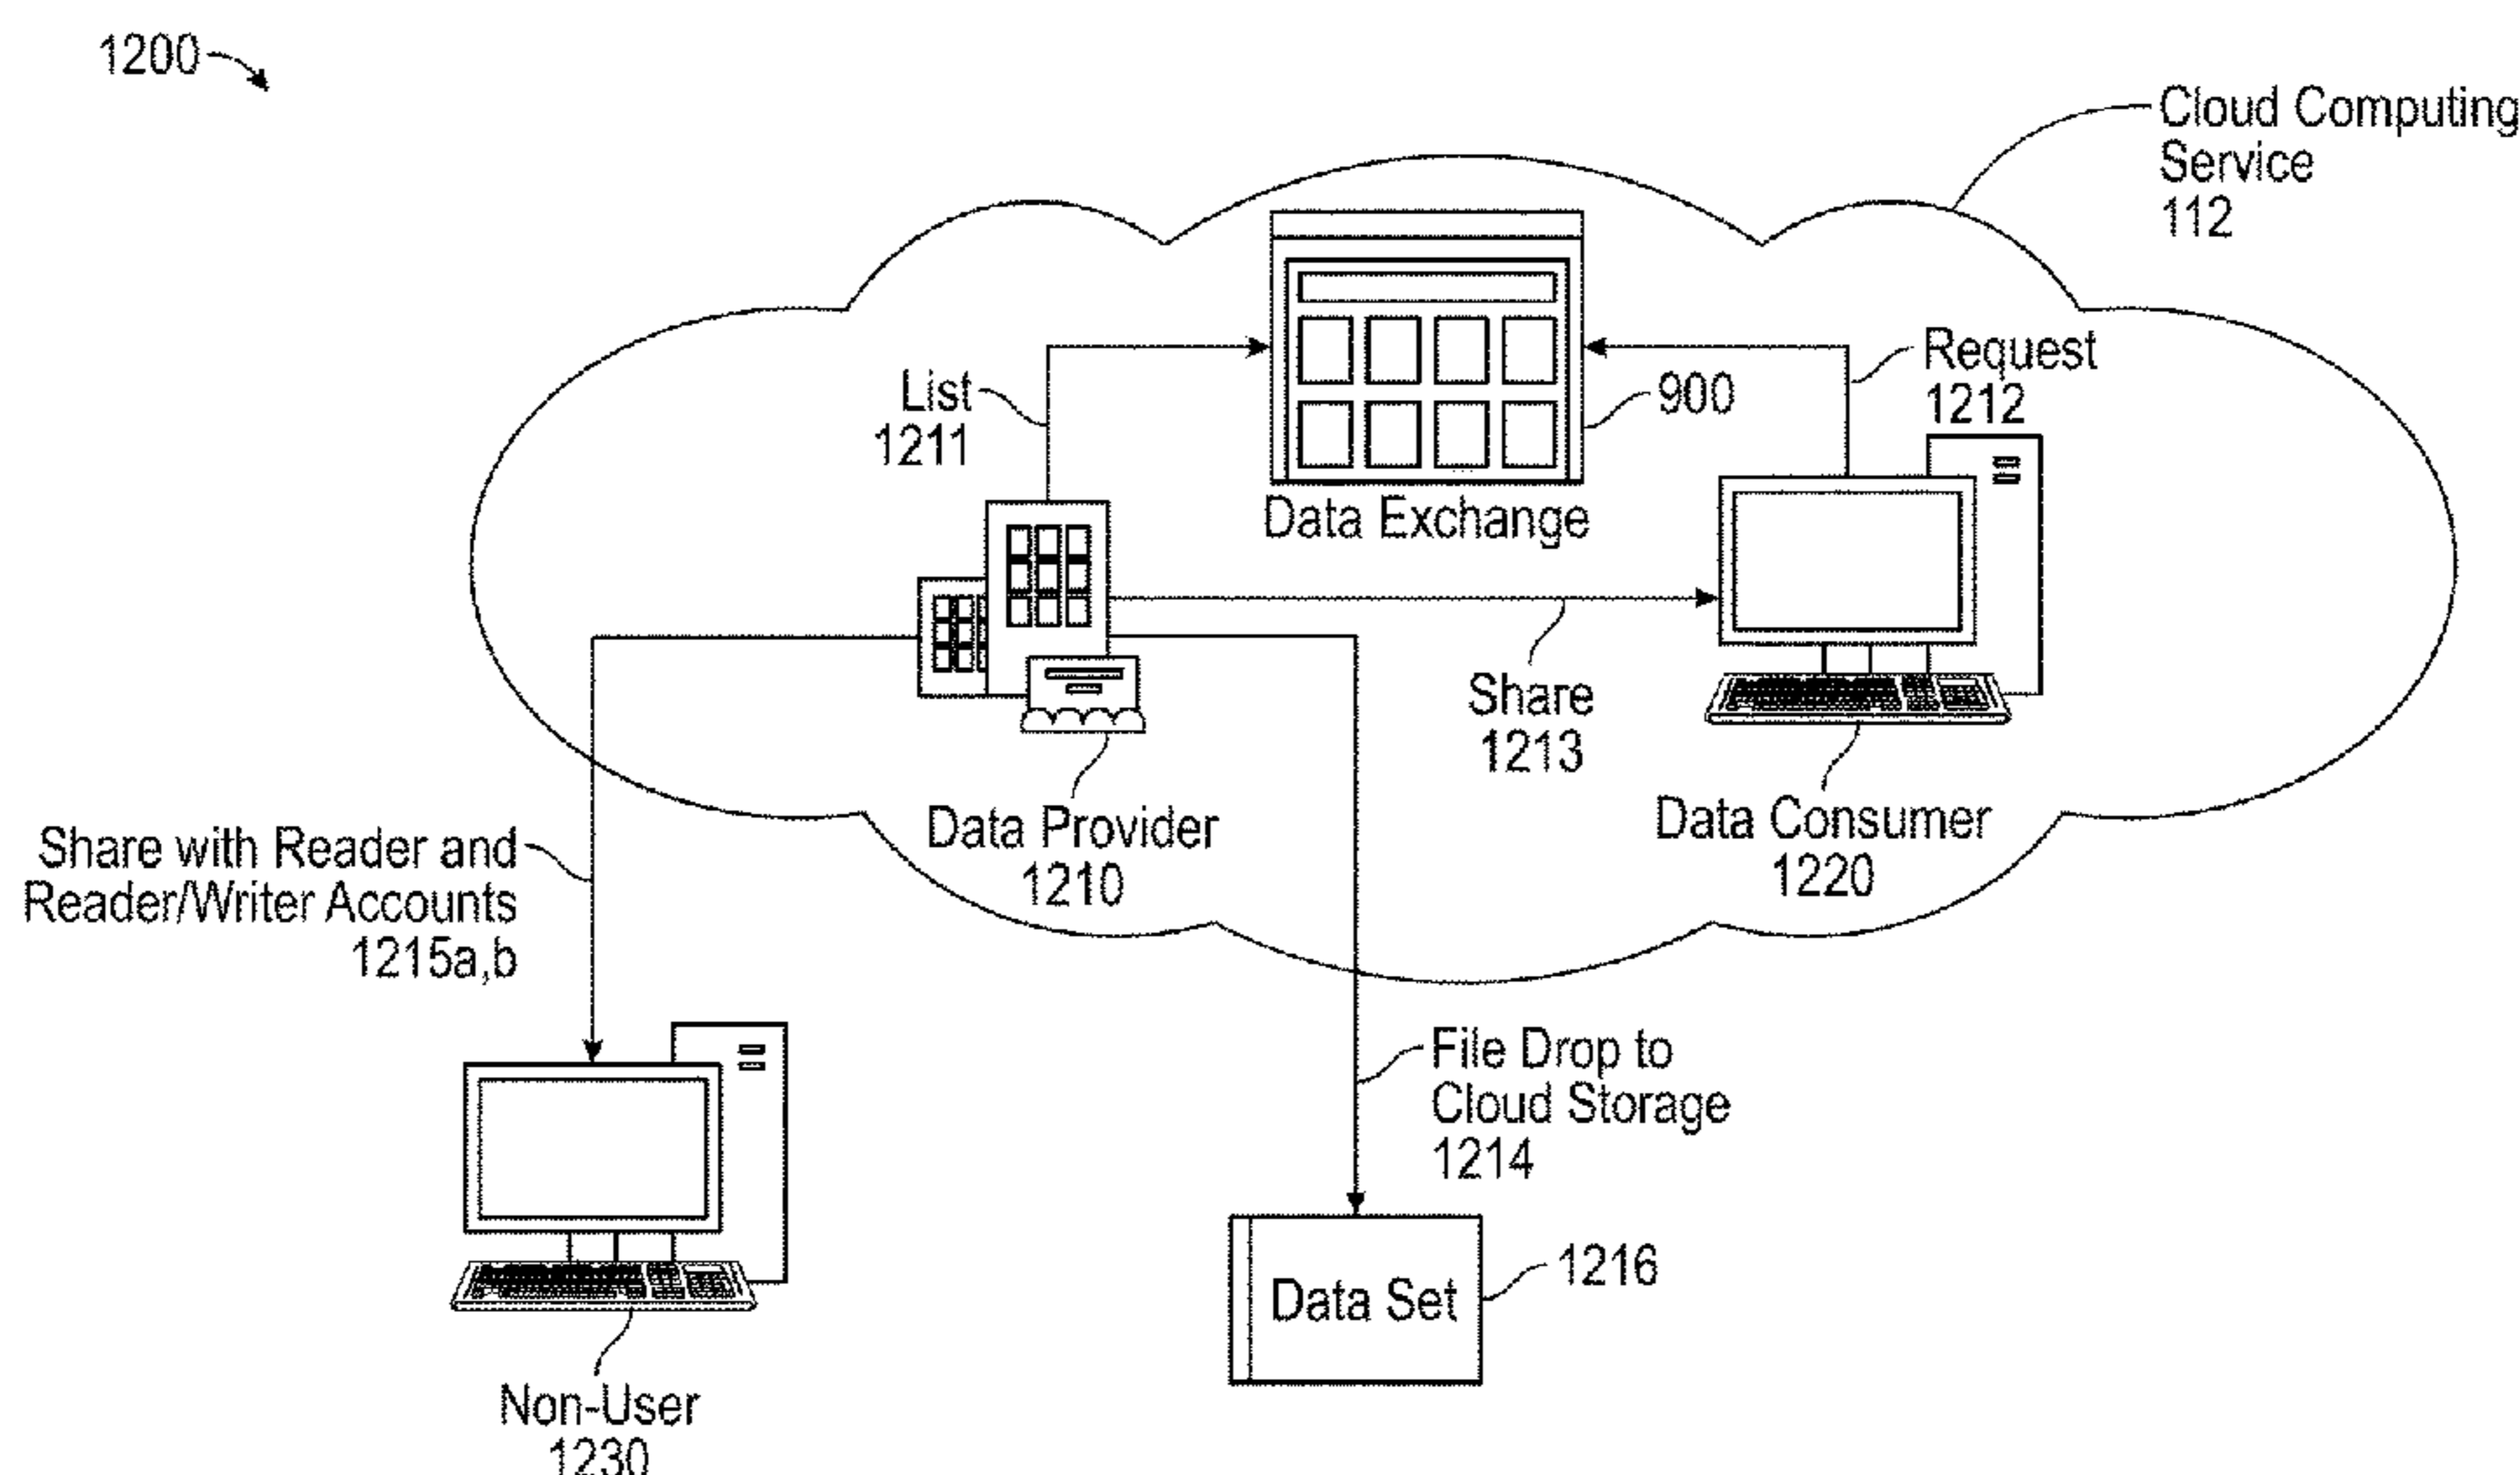 1200
Cloud Computing
Service
112
Request
1212
List
1211
900
Data Exchange
Share
1213
Data Provider
1210
Data Consumer
1220
Share with Reader and
Reader/Writer Accounts
1215a,b
File Drop to
Cloud Storage
1214
Data Set
1216
Non-User
1230